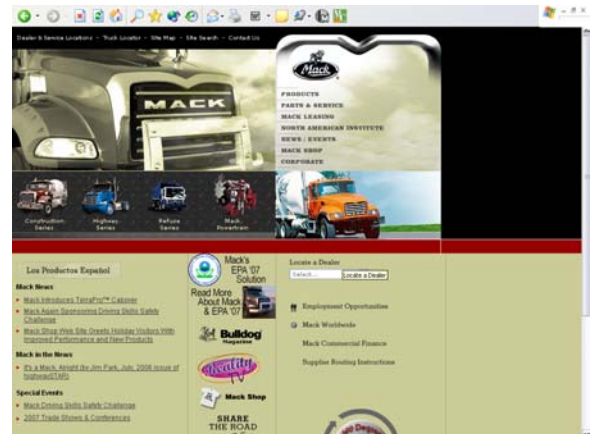 Dealer & Service Locations - Truck Locator - Site Map - Site Search - Contact Us
MACK
Mack
PRODUCTS
PARTS & SERVICE
MACK LEASING
NORTH AMERICAN INSTITUTE
NEWS / EVENTS
MACK SHOP
CORPORATE
Construction Series
Highway Series
Refuse Series
Mack Powertrain
Los Productos Español
Mack News
Mack Introduces TerraPro™ Cabover
Mack Again Sponsoring Driving Skills Safety
Challenge
Mack Shop Web Site Greets Holiday Visitors With
Improved Performance and New Products
Mack in the News
It's a Mack, Alright (by Jim Park, July, 2006 issue of
highwaySTAR)
Special Events
Mack Driving Skills Safety Challenge
2007 Trade Shows & Conferences
Mack's
EPA '07
Solution
Read More
About Mack
& EPA '07
Bulldog
Magazine
Reality
TV
Mack Shop
SHARE
THE ROAD
Locate a Dealer
Select...
Locate a Dealer
Employment Opportunities
Mack Worldwide
Mack Commercial Finance
Supplier Routing Instructions
360 Degree